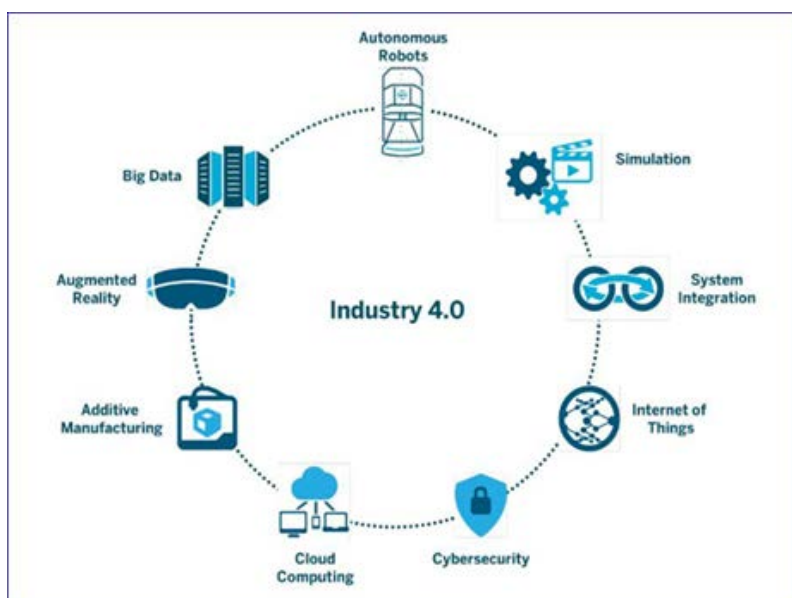 Autonomous
Robots
Simulation
System
Integration
Internet of
Things
Cybersecurity
Cloud
Computing
Additive
Manufacturing
Augmented
Reality
Big Data
Industry 4.0